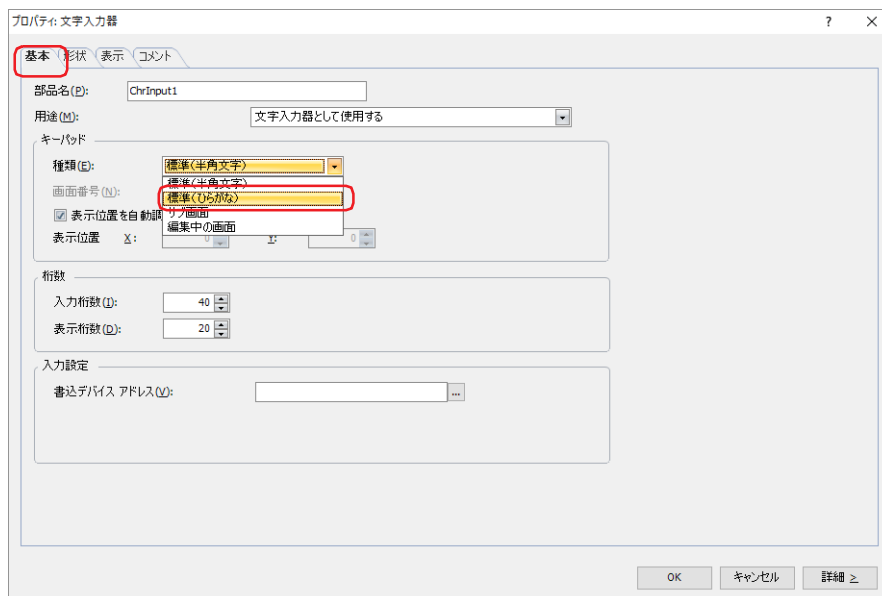 プロパティ: 文字入力器
? ×
基本 形状 表示 コメント
部品名(P): ChrInput1
用途(M): 文字入力器として使用する
キーパッド
種類(E): 標準(半角文字)
標準(半角文字)
画面番号(N): 標準(ひらがな)
表示位置を自動調 サブ画面
編集中の画面
表示位置 X: 0 Y: 0
桁数
入力桁数(I): 40
表示桁数(D): 20
入力設定
書込デバイス アドレス(V): ...
OK キャンセル 詳細 >